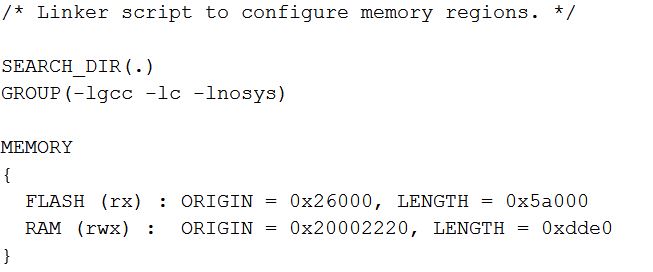 /* Linker script to configure memory regions. */
SEARCH_DIR(.)
GROUP(-lgcc -lc -lnosys)
MEMORY
{
FLASH (rx) : ORIGIN = 0x26000, LENGTH = 0x5a000
RAM (rwx) : ORIGIN = 0x20002220, LENGTH = 0xdde0
}